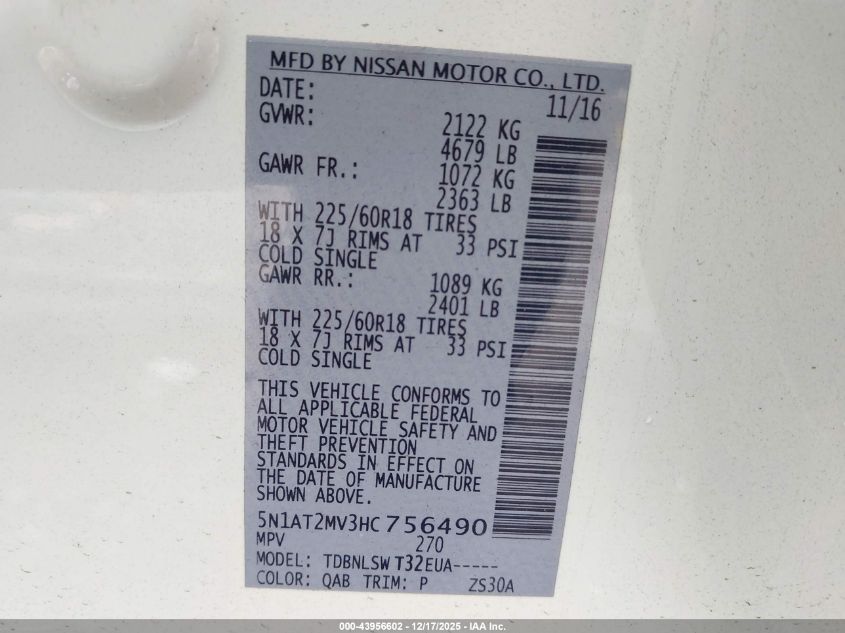 MFD BY NISSAN MOTOR CO., LTD.
DATE: 11/16
GVWR: 2122 KG
4679 LB
GAWR FR.: 1072 KG
2363 LB
WITH 225/60R18 TIRES
18 X 7J RIMS AT 33 PSI
COLD SINGLE
GAWR RR.: 1089 KG
2401 LB
WITH 225/60R18 TIRES
18 X 7J RIMS AT 33 PSI
COLD SINGLE
THIS VEHICLE CONFORMS TO
ALL APPLICABLE FEDERAL
MOTOR VEHICLE SAFETY AND
THEFT PREVENTION
STANDARDS IN EFFECT ON
THE DATE OF MANUFACTURE
SHOWN ABOVE.
5N1AT2MV3HC756490
MPV 270
MODEL: TDBNLSW T32EUA-----
COLOR: QAB TRIM: P ZS30A
000-43956602 - 12/17/2025 - IAA Inc.